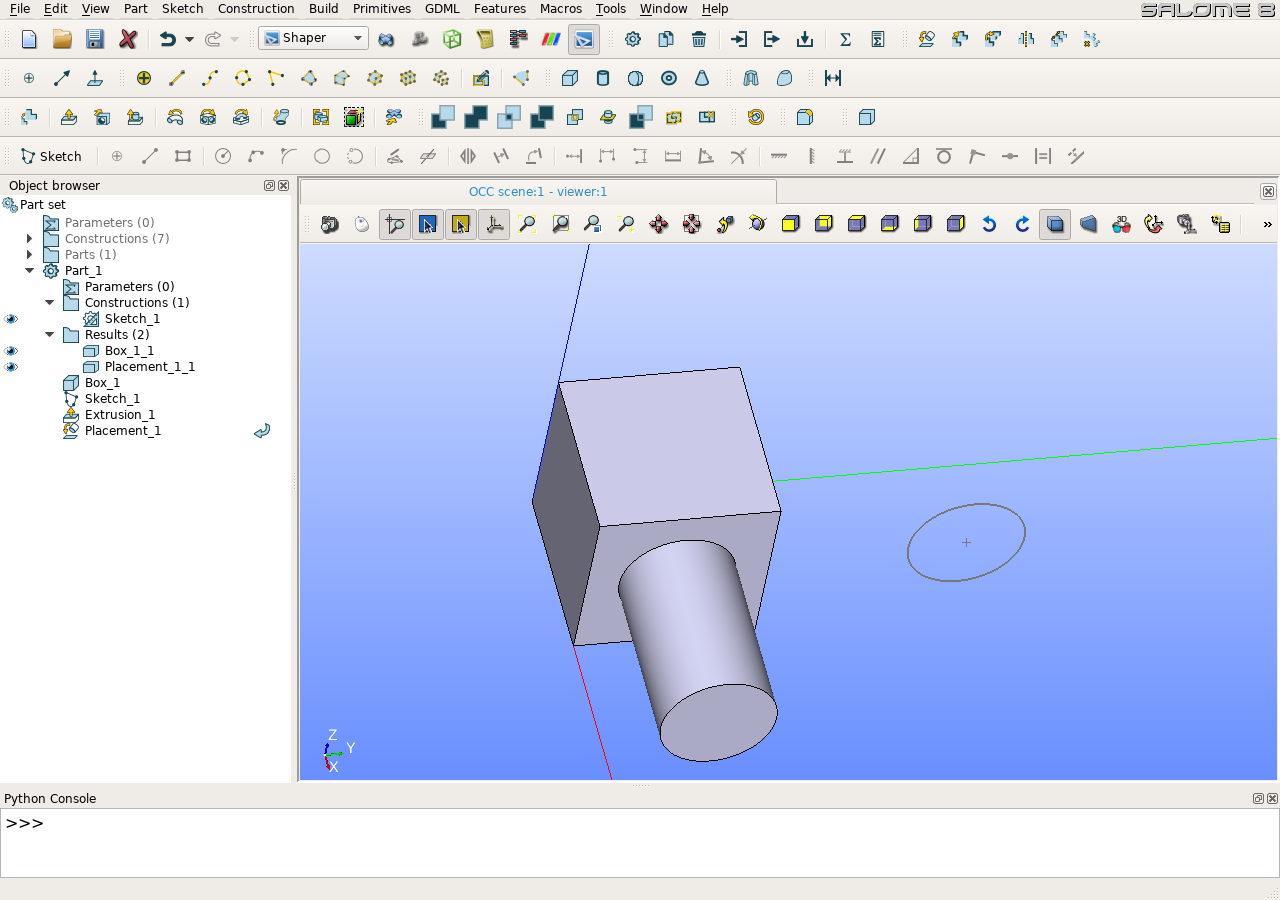 File Edit View Part Sketch Construction Build Primitives GDML Features Macros Tools Window Help SALOME 8
Shaper
Sketch
Object browser
OCC scene:1 - viewer:1
Part set
Parameters (0)
Constructions (7)
Parts (1)
Part_1
Parameters (0)
Constructions (1)
Sketch_1
Results (2)
Box_1_1
Placement_1_1
Box_1
Sketch_1
Extrusion_1
Placement_1
Z
Y
X
Python Console
>>>